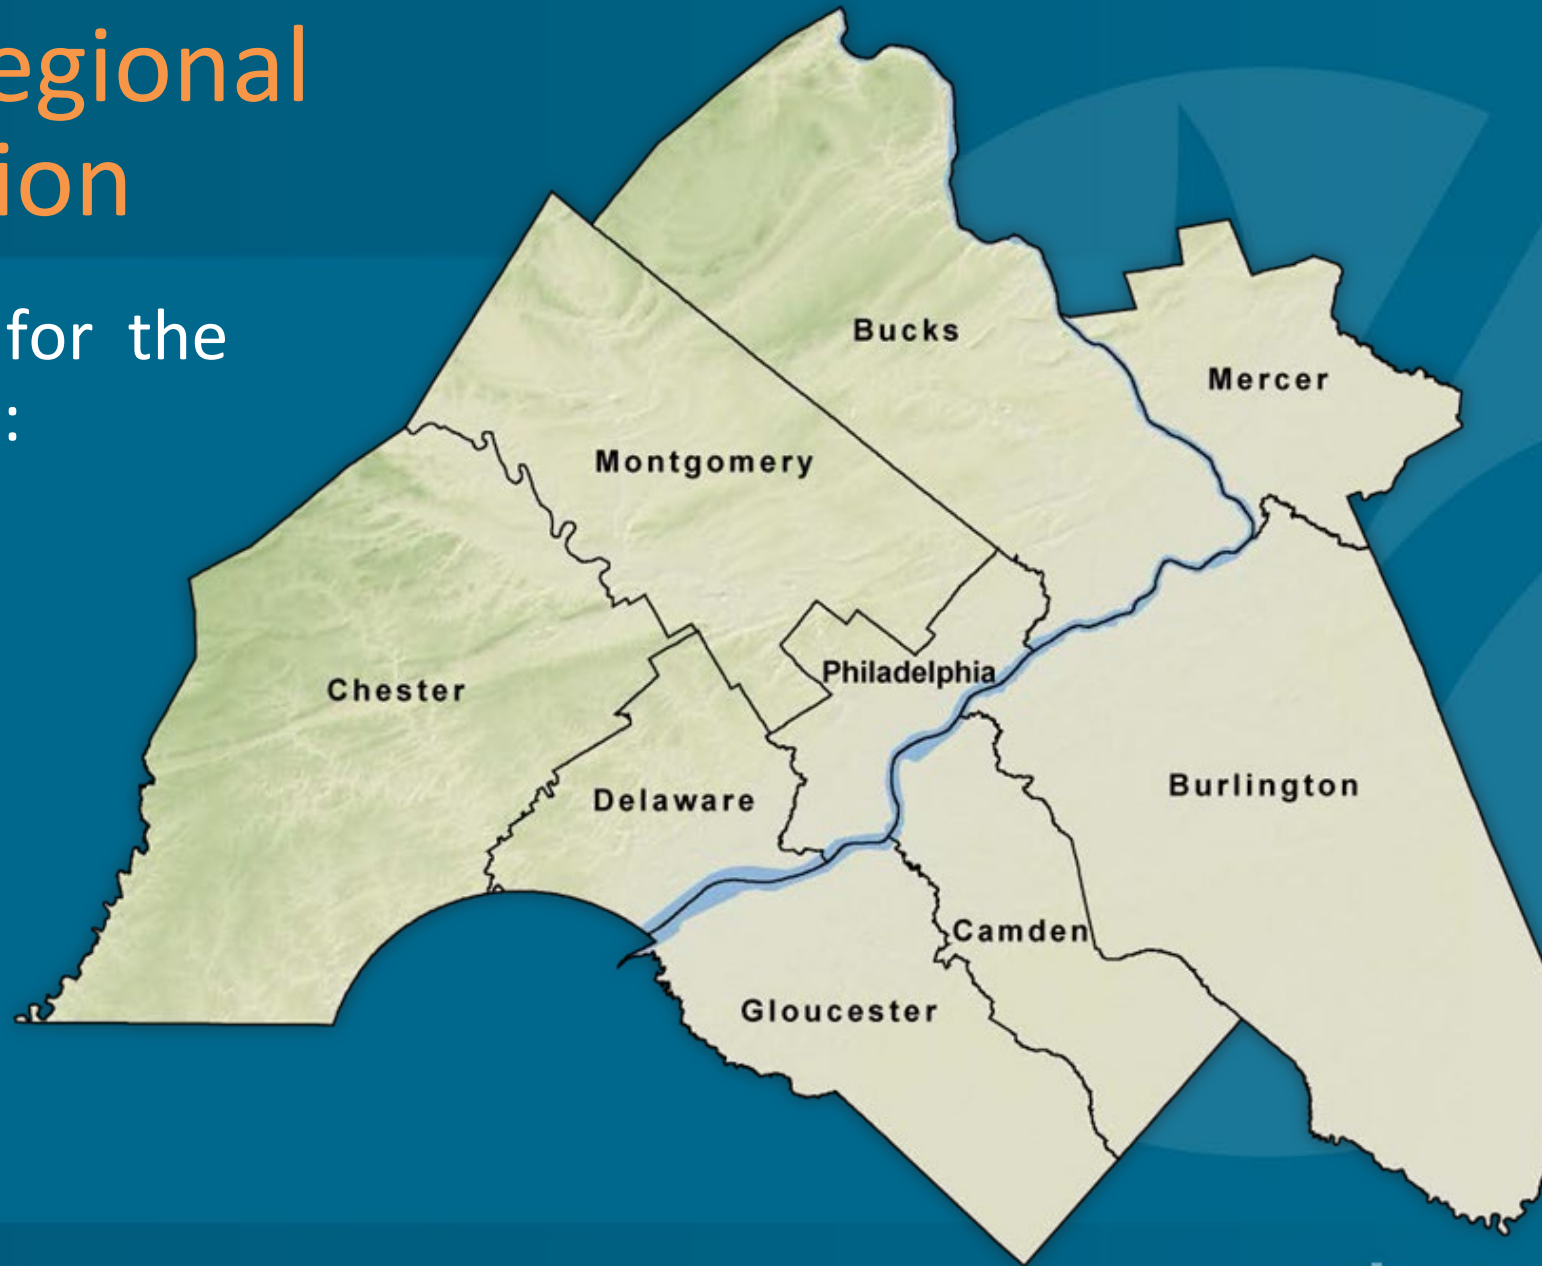 egional
ion
for the
:
Bucks
Mercer
Montgomery
Philadelphia
Chester
Burlington
Delaware
Camden
Gloucester